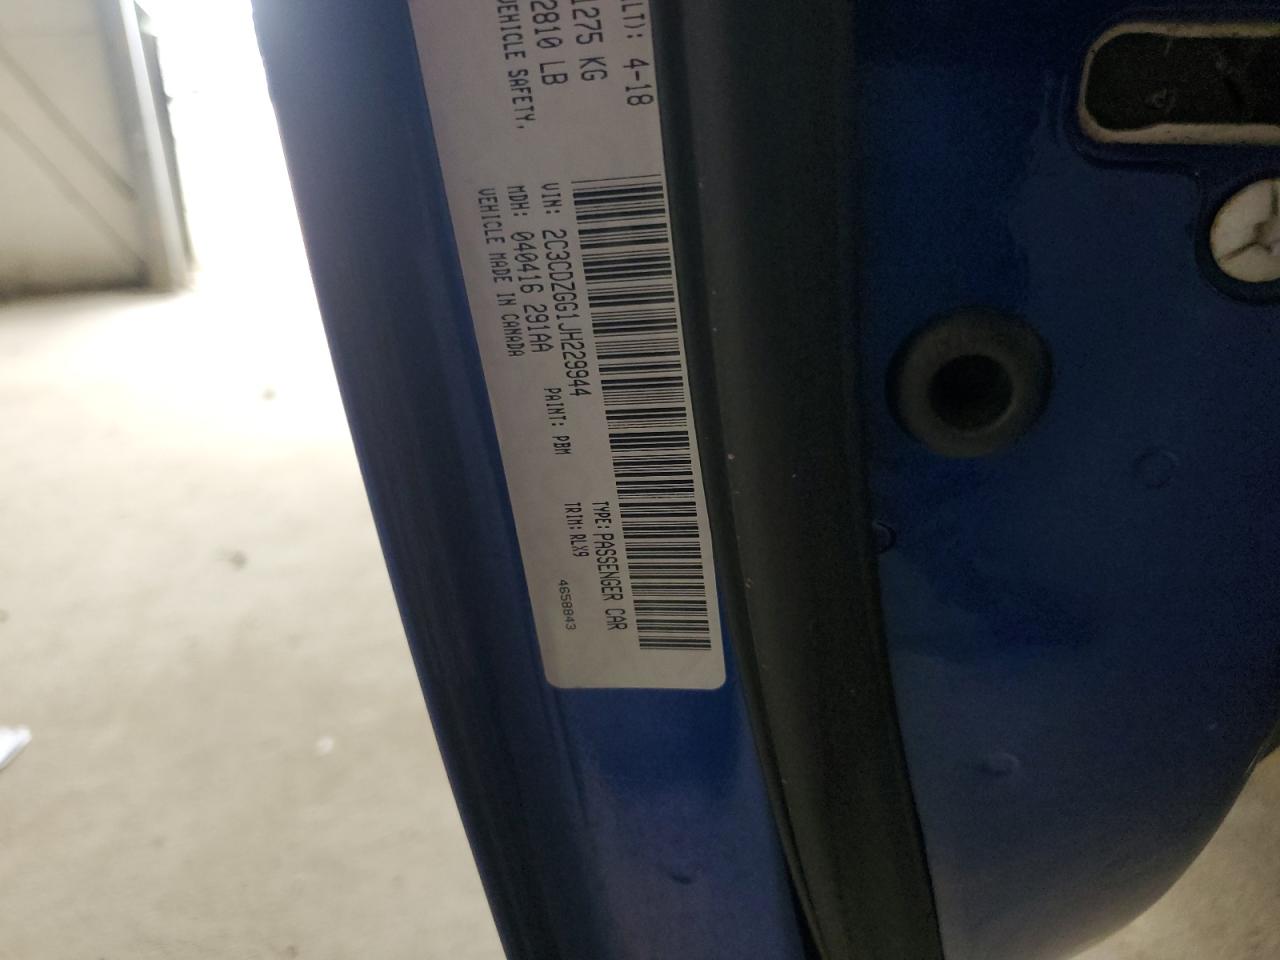 LT): 4-18
1275 KG
2810 LB
VEHICLE SAFETY,
VIN: 2C3CDZGG1JH229944
TYPE: PASSENGER CAR
MDH: 040416 291AA
PAINT: PBM
TRIM: RLX9
VEHICLE MADE IN CANADA
4658843